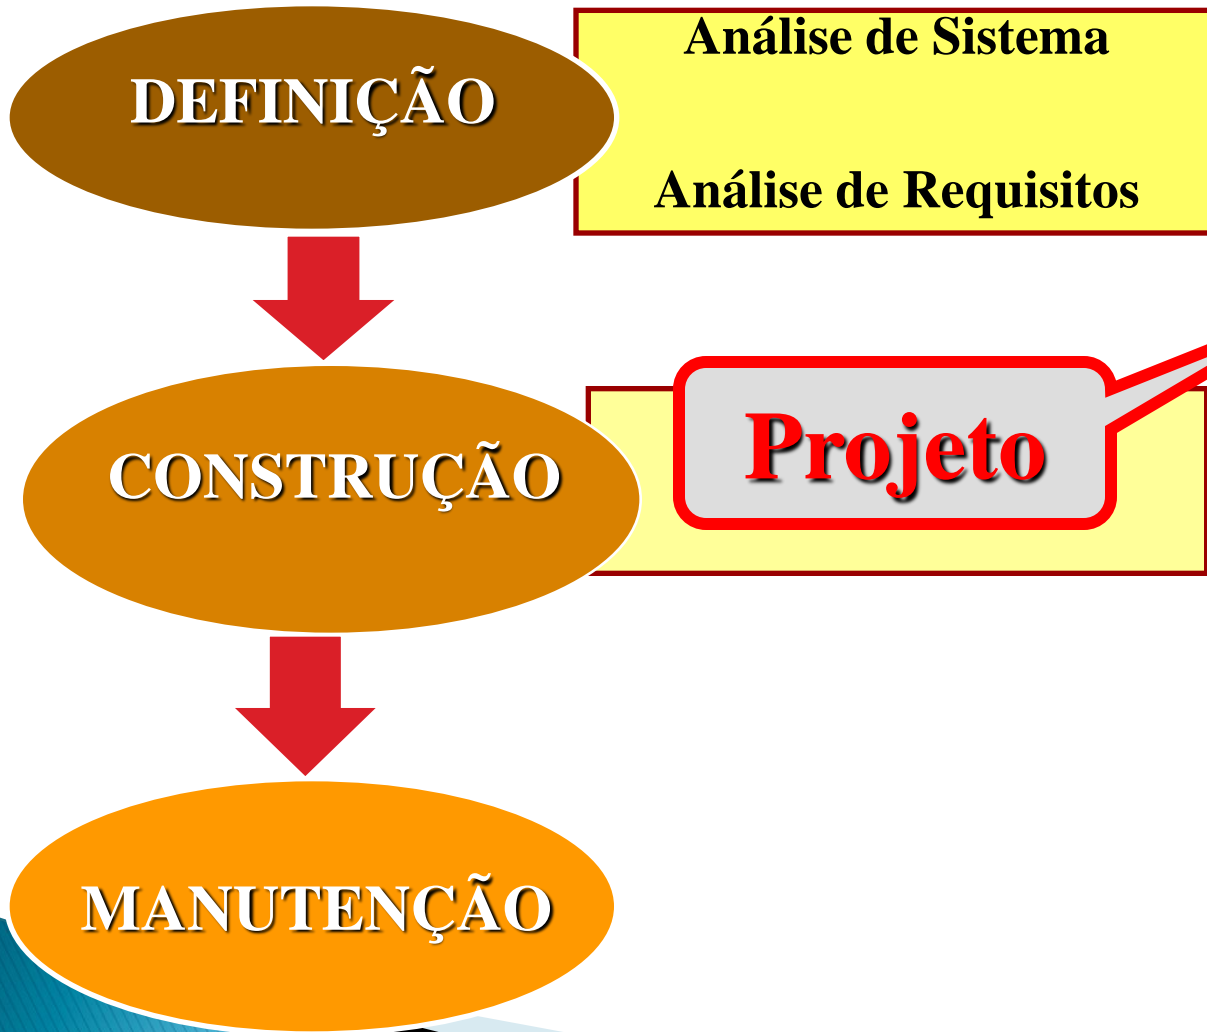 DEFINIÇÃO
Análise de Sistema
Análise de Requisitos
CONSTRUÇÃO
Projeto
MANUTENÇÃO